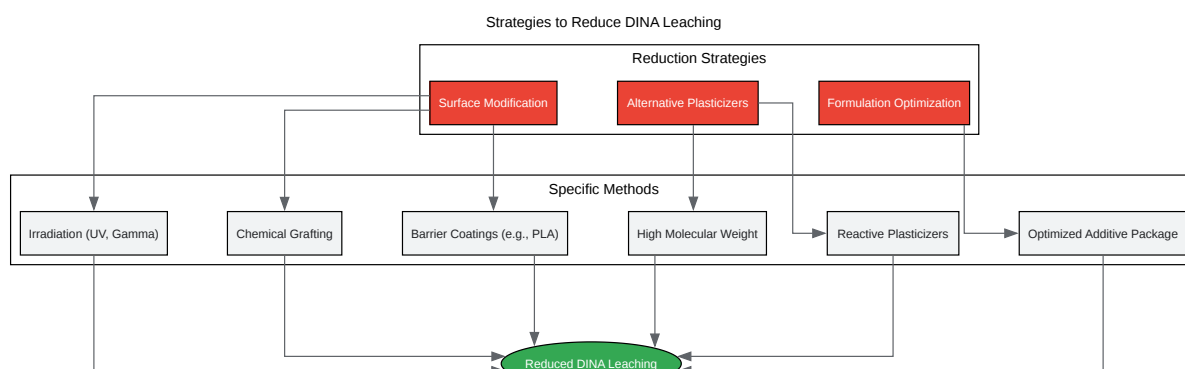 Strategies to Reduce DINA Leaching
Reduction Strategies
Surface Modification
Alternative Plasticizers
Formulation Optimization
Specific Methods
Irradiation (UV, Gamma)
Chemical Grafting
Barrier Coatings (e.g., PLA)
High Molecular Weight
Reactive Plasticizers
Optimized Additive Package
Reduced DINA Leaching